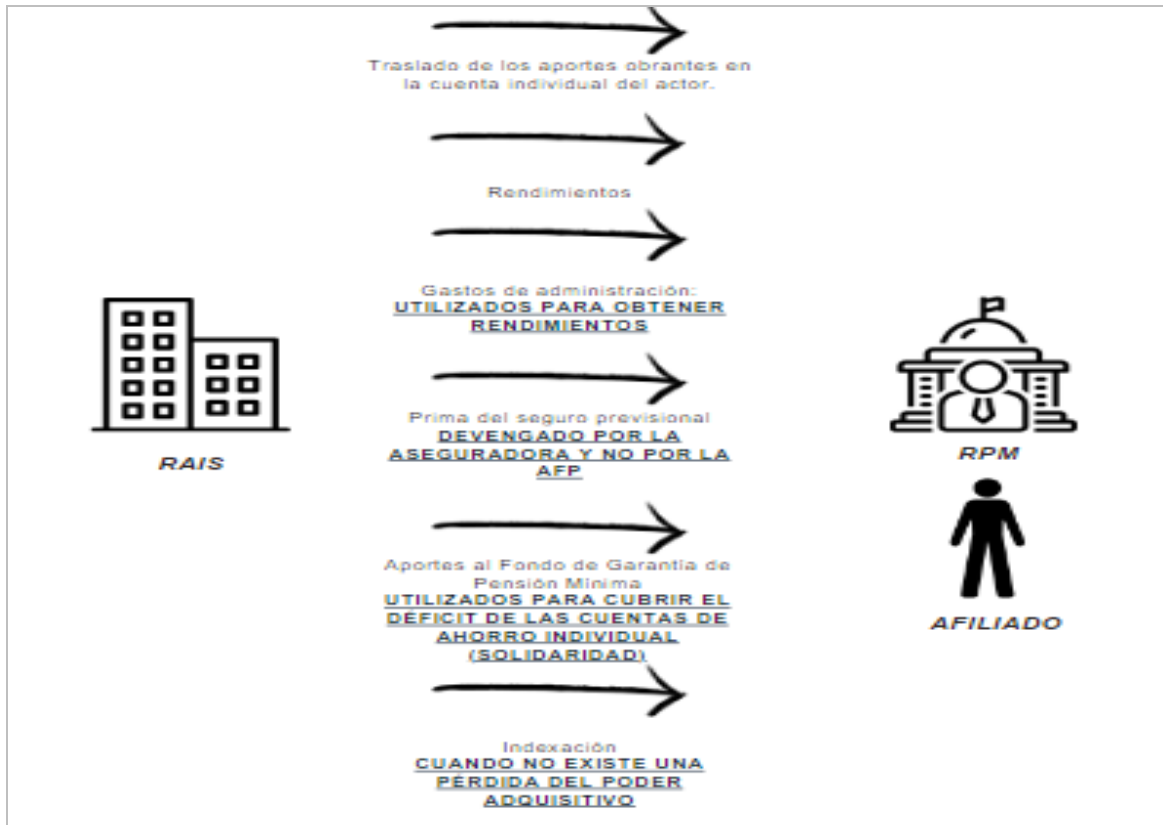 Traslado de los aportes obrantes en
la cuenta individual del actor.
Rendimientos
Gastos de administración:
UTILIZADOS PARA OBTENER
RENDIMIENTOS
Prima del seguro previsional
DEVENGADO POR LA
ASEGURADORA Y NO POR LA
AFP
Aportes al Fondo de Garantía de
Pensión Mínima
UTILIZADOS PARA CUBRIR EL
DÉFICIT DE LAS CUENTAS DE
AHORRO INDIVIDUAL
(SOLIDARIDAD)
Indexación
CUANDO NO EXISTE UNA
PÉRDIDA DEL PODER
ADQUISITIVO
RAIS
RPM
AFILIADO